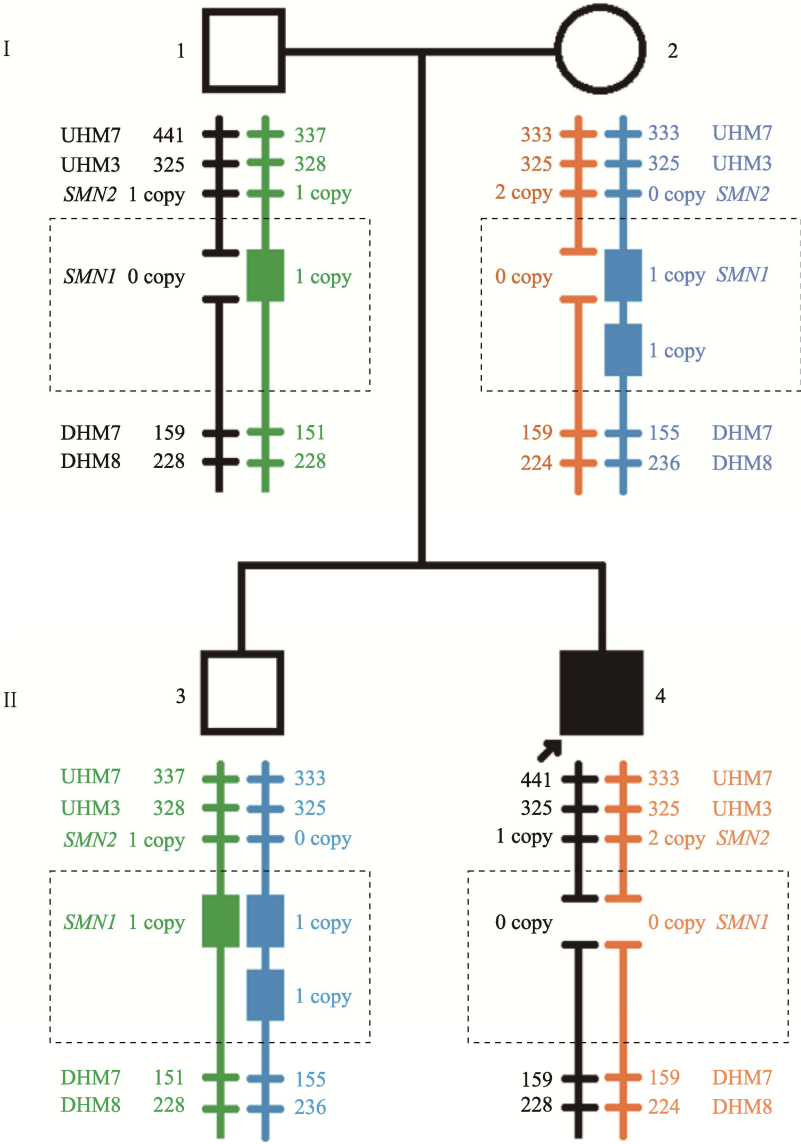 I 1 2
UHM7 441 337 333 333 UHM7
UHM3 325 328 325 325 UHM3
SMN2 1 copy 1 copy 2 copy 0 copy SMN2
SMN1 0 copy 1 copy 0 copy 1 copy SMN1
1 copy
DHM7 159 151 159 155 DHM7
DHM8 228 228 224 236 DHM8
II 3 4
UHM7 337 333 441 333 UHM7
UHM3 328 325 325 325 UHM3
SMN2 1 copy 0 copy 1 copy 2 copy SMN2
SMN1 1 copy 1 copy 0 copy 0 copy SMN1
1 copy
DHM7 151 155 159 159 DHM7
DHM8 228 236 228 224 DHM8